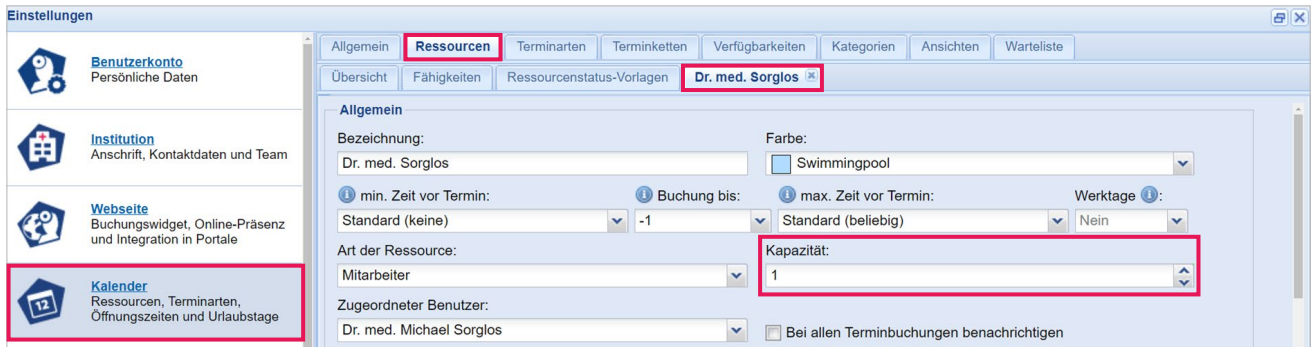 Einstellungen
Benutzerkonto
Persönliche Daten
Institution
Anschrift, Kontaktdaten und Team
Webseite
Buchungswidget, Online-Präsenz
und Integration in Portale
Kalender
Ressourcen, Terminarten,
Öffnungszeiten und Urlaubstage
Allgemein Ressourcen Terminarten Terminketten Verfügbarkeiten Kategorien Ansichten Warteliste
Übersicht Fähigkeiten Ressourcenstatus-Vorlagen Dr. med. Sorglos
Allgemein
Bezeichnung: Farbe:
Dr. med. Sorglos Swimmingpool
min. Zeit vor Termin: Buchung bis: max. Zeit vor Termin: Werktage :
Standard (keine) -1 Standard (beliebig) Nein
Art der Ressource: Kapazität:
Mitarbeiter 1
Zugeordneter Benutzer:
Dr. med. Michael Sorglos Bei allen Terminbuchungen benachrichtigen
12